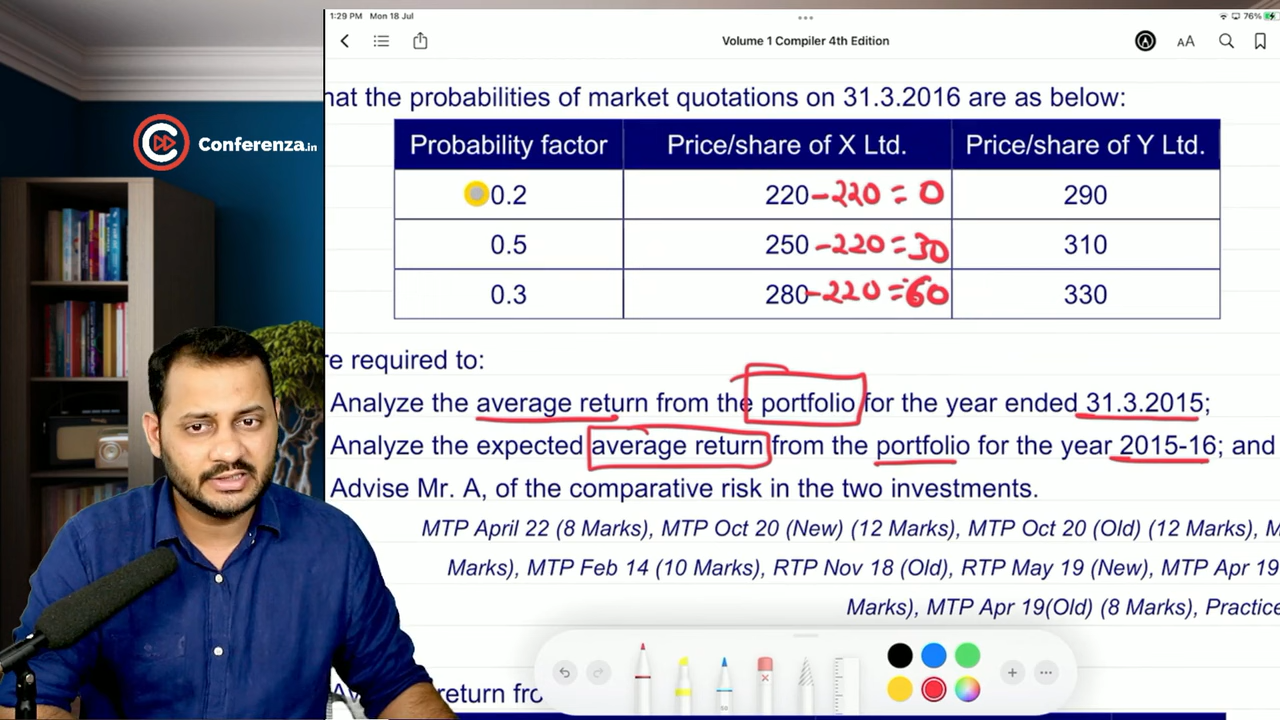 1:29 PM Mon 18 Jul
76%
Volume 1 Compiler 4th Edition
AA
Conferenza.in
hat the probabilities of market quotations on 31.3.2016 are as below:
Probability factor Price/share of X Ltd. Price/share of Y Ltd.
0.2 220 -220 = 0 290
0.5 250 -220 = 30 310
0.3 280 -220 = 60 330
re required to:
Analyze the average return from the portfolio for the year ended 31.3.2015;
Analyze the expected average return from the portfolio for the year 2015-16; and
Advise Mr. A, of the comparative risk in the two investments.
MTP April 22 (8 Marks), MTP Oct 20 (New) (12 Marks), MTP Oct 20 (Old) (12 Marks), M
Marks), MTP Feb 14 (10 Marks), RTP Nov 18 (Old), RTP May 19 (New), MTP Apr 19
Marks), MTP Apr 19(Old) (8 Marks), Practice
return fro